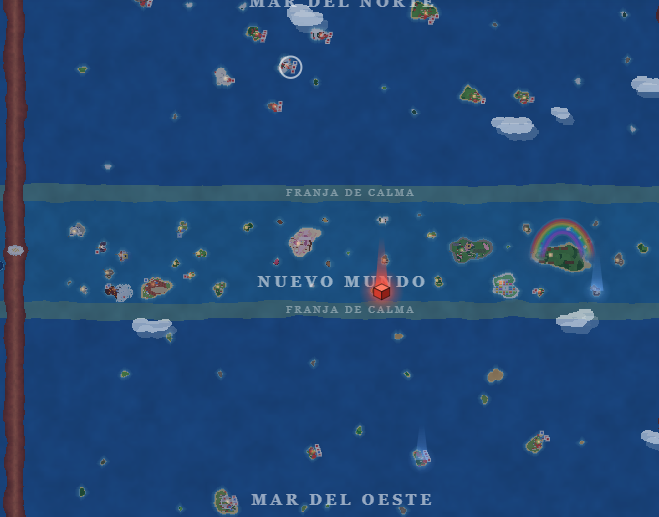 MAR DEL NORTE
FRANJA DE CALMA
NUEVO MUNDO
FRANJA DE CALMA
MAR DEL OESTE